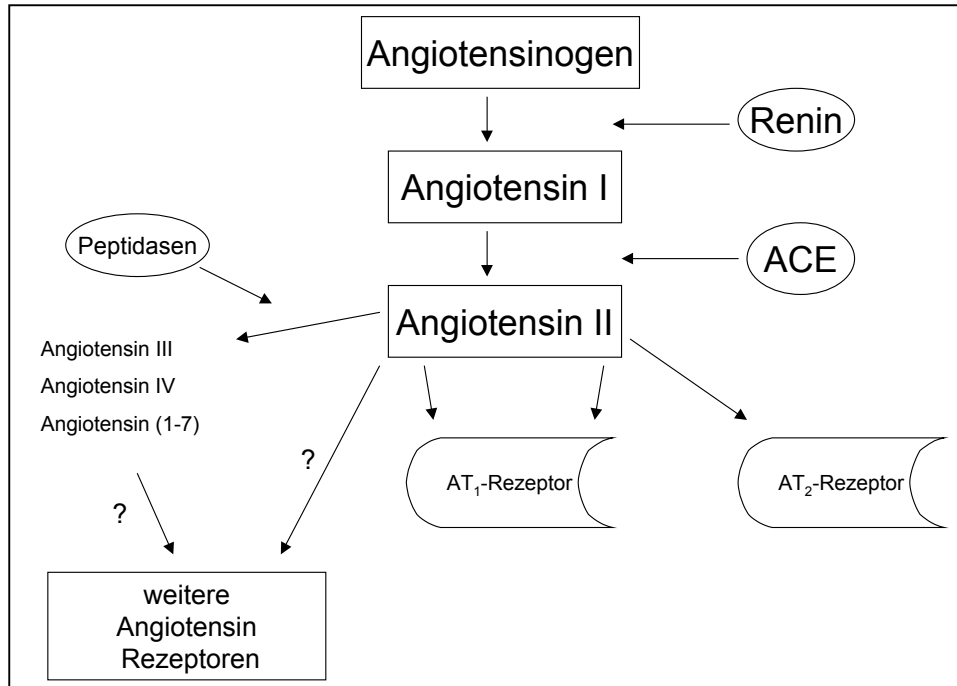 Angiotensinogen
Renin
Angiotensin I
Peptidasen
ACE
Angiotensin II
Angiotensin III
Angiotensin IV
Angiotensin (1-7)
?
?
AT₁-Rezeptor
AT₂-Rezeptor
weitere
Angiotensin
Rezeptoren